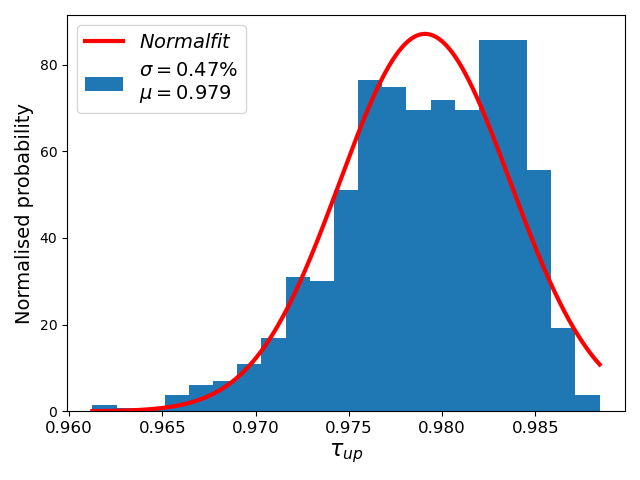 Normalfit
σ = 0.47%
μ = 0.979
Normalised probability
80
60
40
20
0
0.960 0.965 0.970 0.975 0.980 0.985
τup